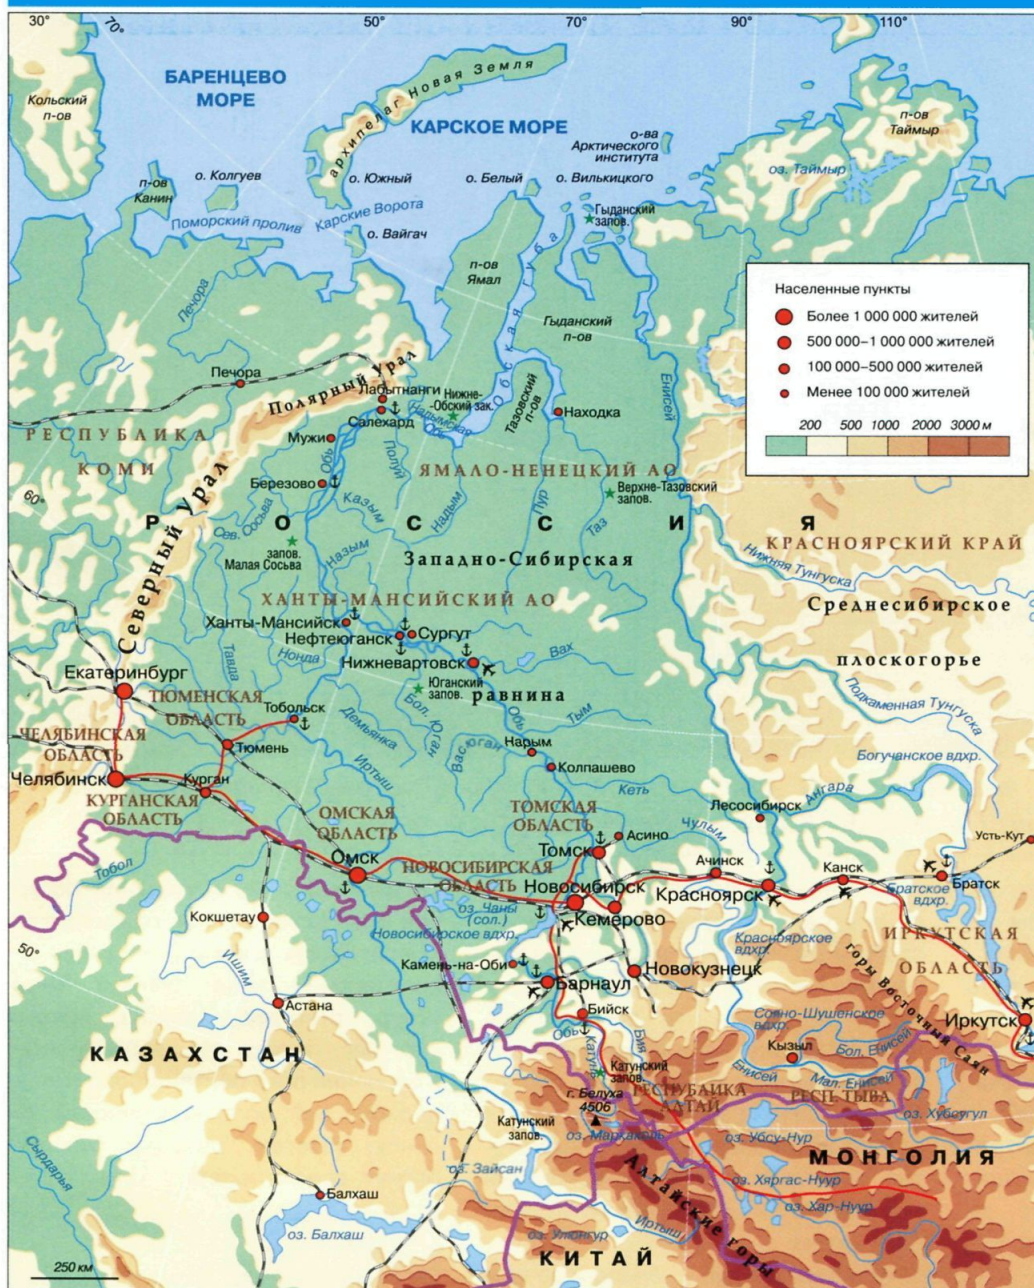 30°
70°
50°
70°
90°
110°
БАРЕНЦЕВО
МОРЕ
архипелаг Новая Земля
КАРСКОЕ МОРЕ
Кольский
п-ов
п-ов
Таймыр
о-ва
Арктического
института
оз. Таймыр
п-ов
Канин
о. Колгуев
о. Южный
о. Белый
о. Вилькицкого
Поморский пролив
Карские Ворота
о. Вайгач
Гыданский
запов.
п-ов
Ямал
Обская губа
Гыданский
п-ов
Печора
Населенные пункты
Более 1 000 000 жителей
500 000–1 000 000 жителей
100 000–500 000 жителей
Менее 100 000 жителей
200
500
1000
2000
3000 м
Печора
Полярный Урал
Лабытнанги
Салехард
Нижне-
-Обский зак.
Надымская
Обь
Тазовский
п-ов
Находка
Енисей
РЕСПУБЛИКА
КОМИ
Мужи
Обь
Полуй
ЯМАЛО-НЕНЕЦКИЙ АО
Березово
Казым
Надым
Пур
Таз
Верхне-Тазовский
запов.
60°
Северный Урал
Сев. Сосьва
РОССИЯ
запов.
Малая Сосьва
Назым
Западно-Сибирская
КРАСНОЯРСКИЙ КРАЙ
Нижняя Тунгуска
Среднесибирское
ХАНТЫ-МАНСИЙСКИЙ АО
Ханты-Мансийск
Нефтеюганск
Сургут
Нонда
Нижневартовск
Вах
плоскогорье
Юганский
запов.
равнина
Подкаменная Тунгуска
Екатеринбург
Тавда
ТЮМЕНСКАЯ
ОБЛАСТЬ
Тобольск
Демьянка
Бол. Юган
Васюган
Обь
Тым
Нарым
Колпашево
ЧЕЛЯБИНСКАЯ
ОБЛАСТЬ
Тюмень
Иртыш
Богучанское вдхр.
Челябинск
Курган
КУРГАНСКАЯ
ОБЛАСТЬ
ОМСКАЯ
ОБЛАСТЬ
ТОМСКАЯ
ОБЛАСТЬ
Кеть
Лесосибирск
Ангара
Асино
Чулым
Томск
Усть-Кут
Тобол
Омск
НОВОСИБИРСКАЯ
ОБЛАСТЬ
Новосибирск
Ачинск
Красноярск
Канск
Братск
Братское
вдхр.
Кемерово
оз. Чаны
(сол.)
Новосибирское вдхр.
Кокшетау
Красноярское
вдхр.
ИРКУТСКАЯ
ОБЛАСТЬ
50°
Ишим
Камень-на-Оби
Новокузнецк
Барнаул
горы Восточный Саян
Астана
Бийск
Саяно-Шушенское
вдхр.
Иркутск
КАЗАХСТАН
Обь
Катунь
Бия
Кызыл
Бол. Енисей
Енисей
Мал. Енисей
Катунский
запов.
РЕСПУБЛИКА
АЛТАЙ
РЕСП. ТЫВА
г. Белуха
4506
Катунский
запов.
оз. Маркаколь
оз. Хубсугул
оз. Убсу-Нур
МОНГОЛИЯ
Сырдарья
оз. Зайсан
Алтайские горы
оз. Хяргас-Нуур
оз. Хар-Нуур
Балхаш
оз. Балхаш
оз. Улюнгур
Иртыш
КИТАЙ
250 км